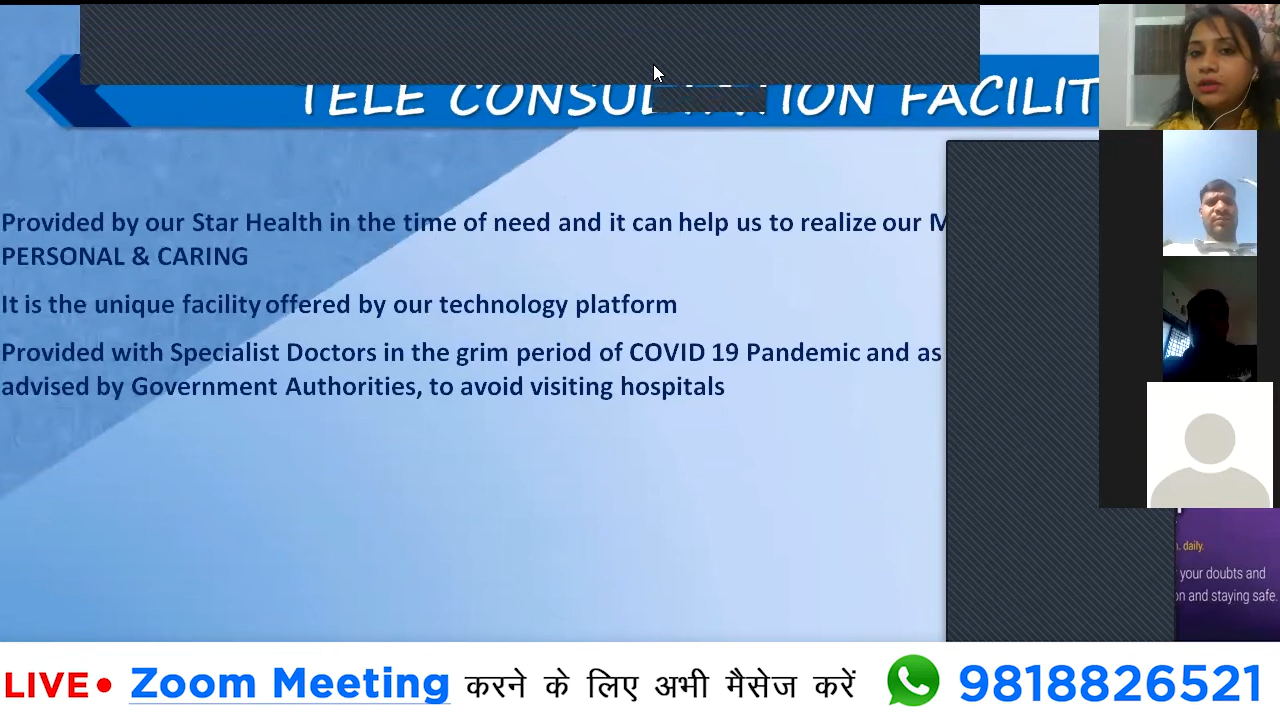 TELE CONSUL ION FACILIT
Provided by our Star Health in the time of need and it can help us to realize our M
PERSONAL & CARING
It is the unique facility offered by our technology platform
Provided with Specialist Doctors in the grim period of COVID 19 Pandemic and as
advised by Government Authorities, to avoid visiting hospitals
daily.
your doubts and
on and staying safe.
LIVE • Zoom Meeting करने के लिए अभी मैसेज करें 9818826521